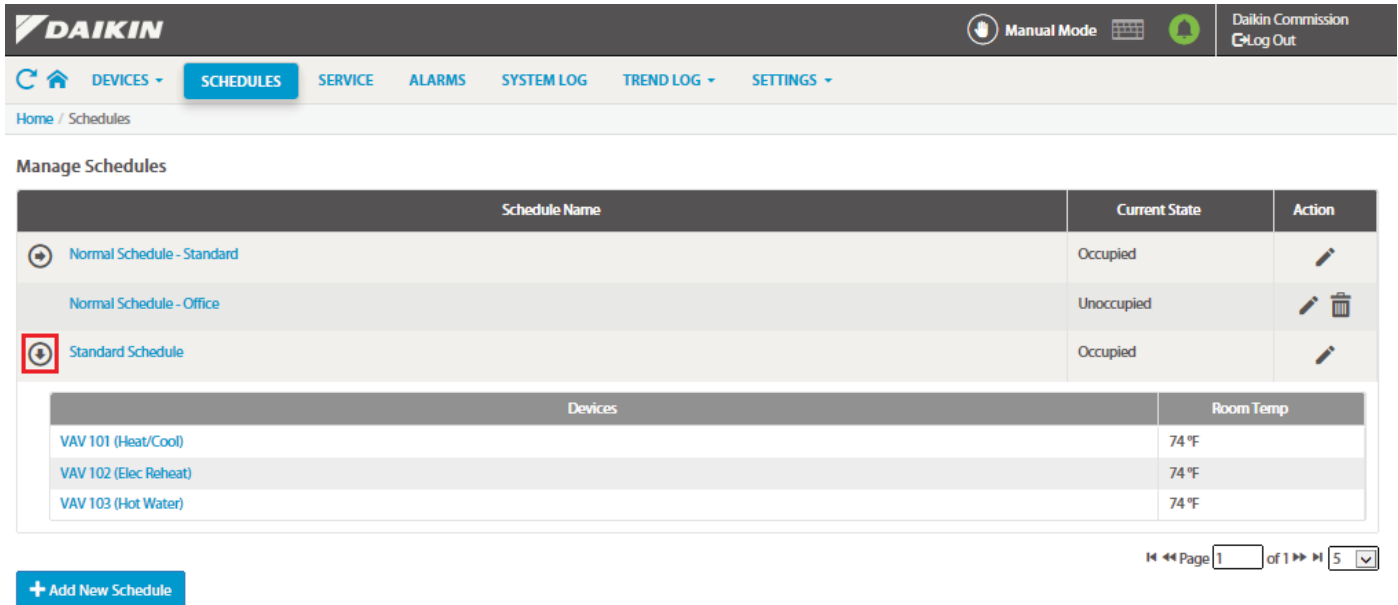 DAIKIN
Manual Mode
Daikin Commission
Log Out
DEVICES SCHEDULES SERVICE ALARMS SYSTEM LOG TREND LOG SETTINGS
Home / Schedules
Manage Schedules
Schedule Name Current State Action
Normal Schedule - Standard Occupied
Normal Schedule - Office Unoccupied
Standard Schedule Occupied
Devices Room Temp
VAV 101 (Heat/Cool) 74 °F
VAV 102 (Elec Reheat) 74 °F
VAV 103 (Hot Water) 74 °F
Page 1 of 1 5
+ Add New Schedule